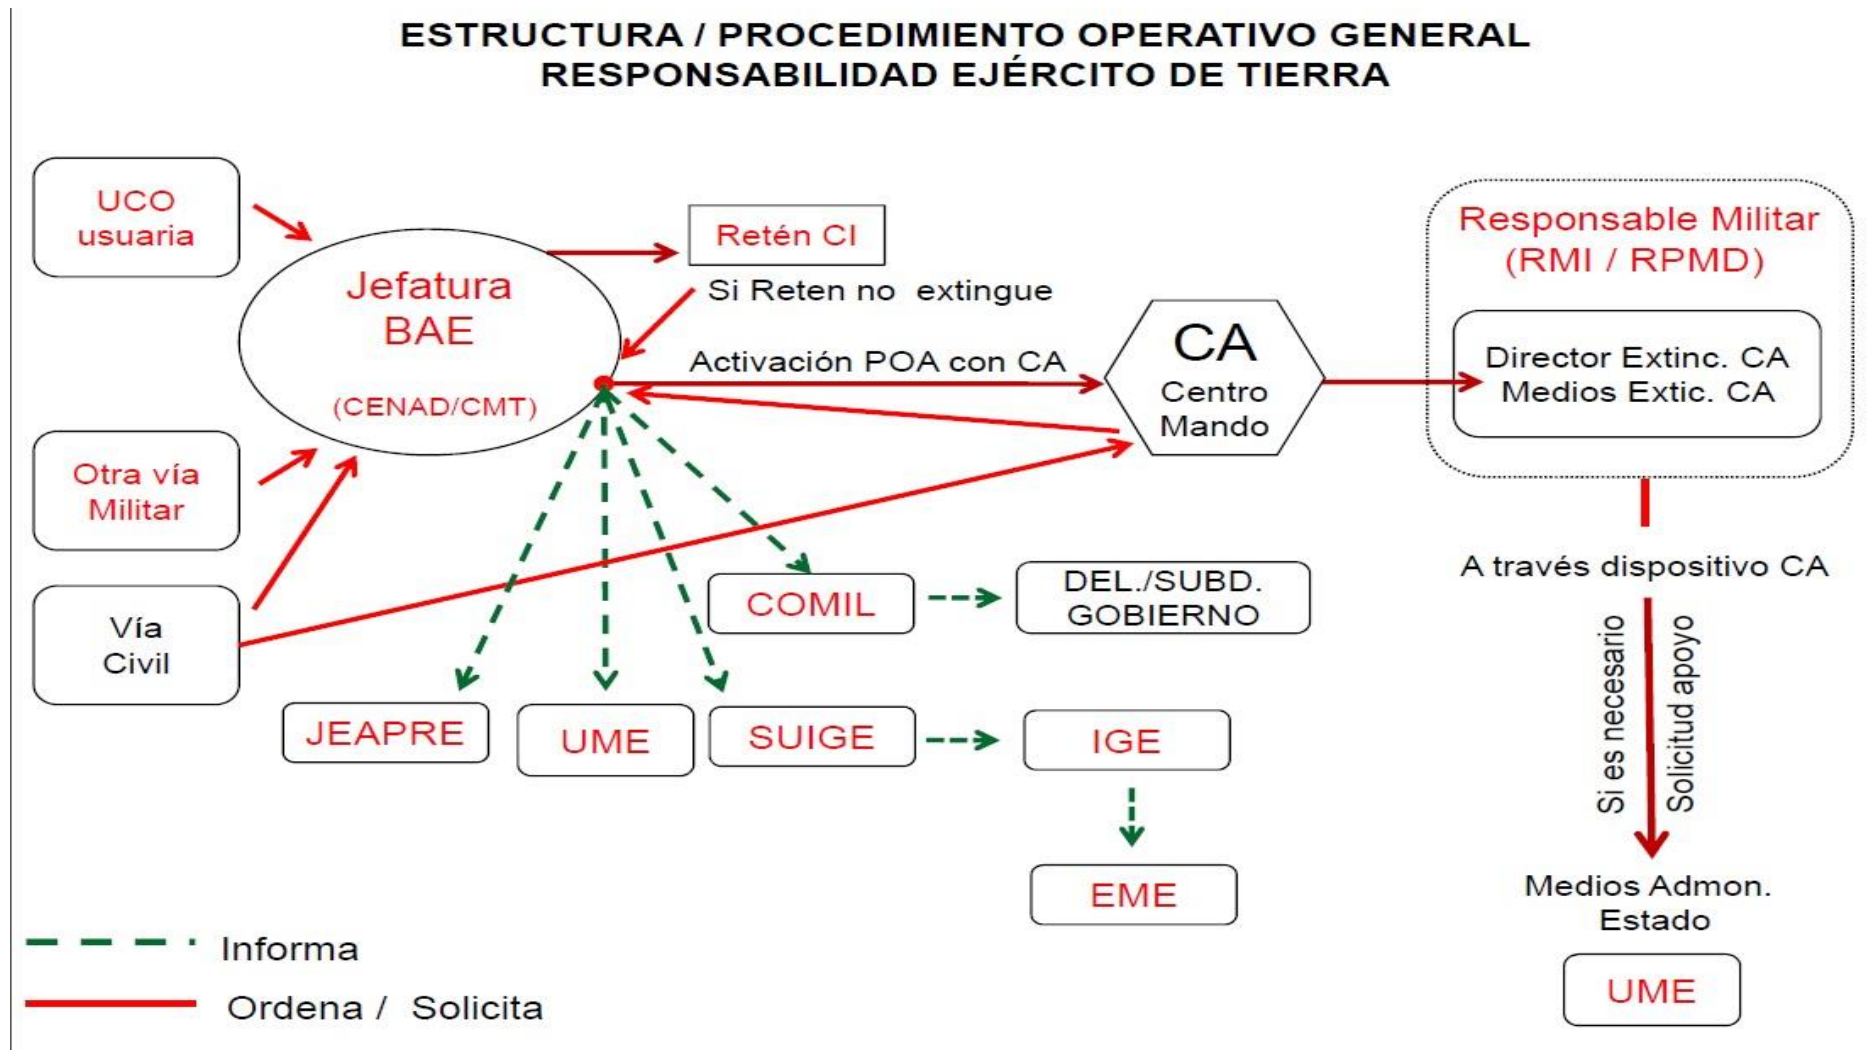 ESTRUCTURA / PROCEDIMIENTO OPERATIVO GENERAL
RESPONSABILIDAD EJÉRCITO DE TIERRA
UCO
usuaria
Jefatura
BAE
(CENAD/CMT)
Otra vía
Militar
Vía
Civil
Retén CI
Si Reten no extingue
Activación POA con CA
CA
Centro
Mando
Responsable Militar
(RMI / RPMD)
Director Extinc. CA
Medios Extic. CA
A través dispositivo CA
Si es necesario
Solicitud apoyo
Medios Admon.
Estado
UME
COMIL
DEL./SUBD.
GOBIERNO
JEAPRE
UME
SUIGE
IGE
EME
Informa
Ordena / Solicita